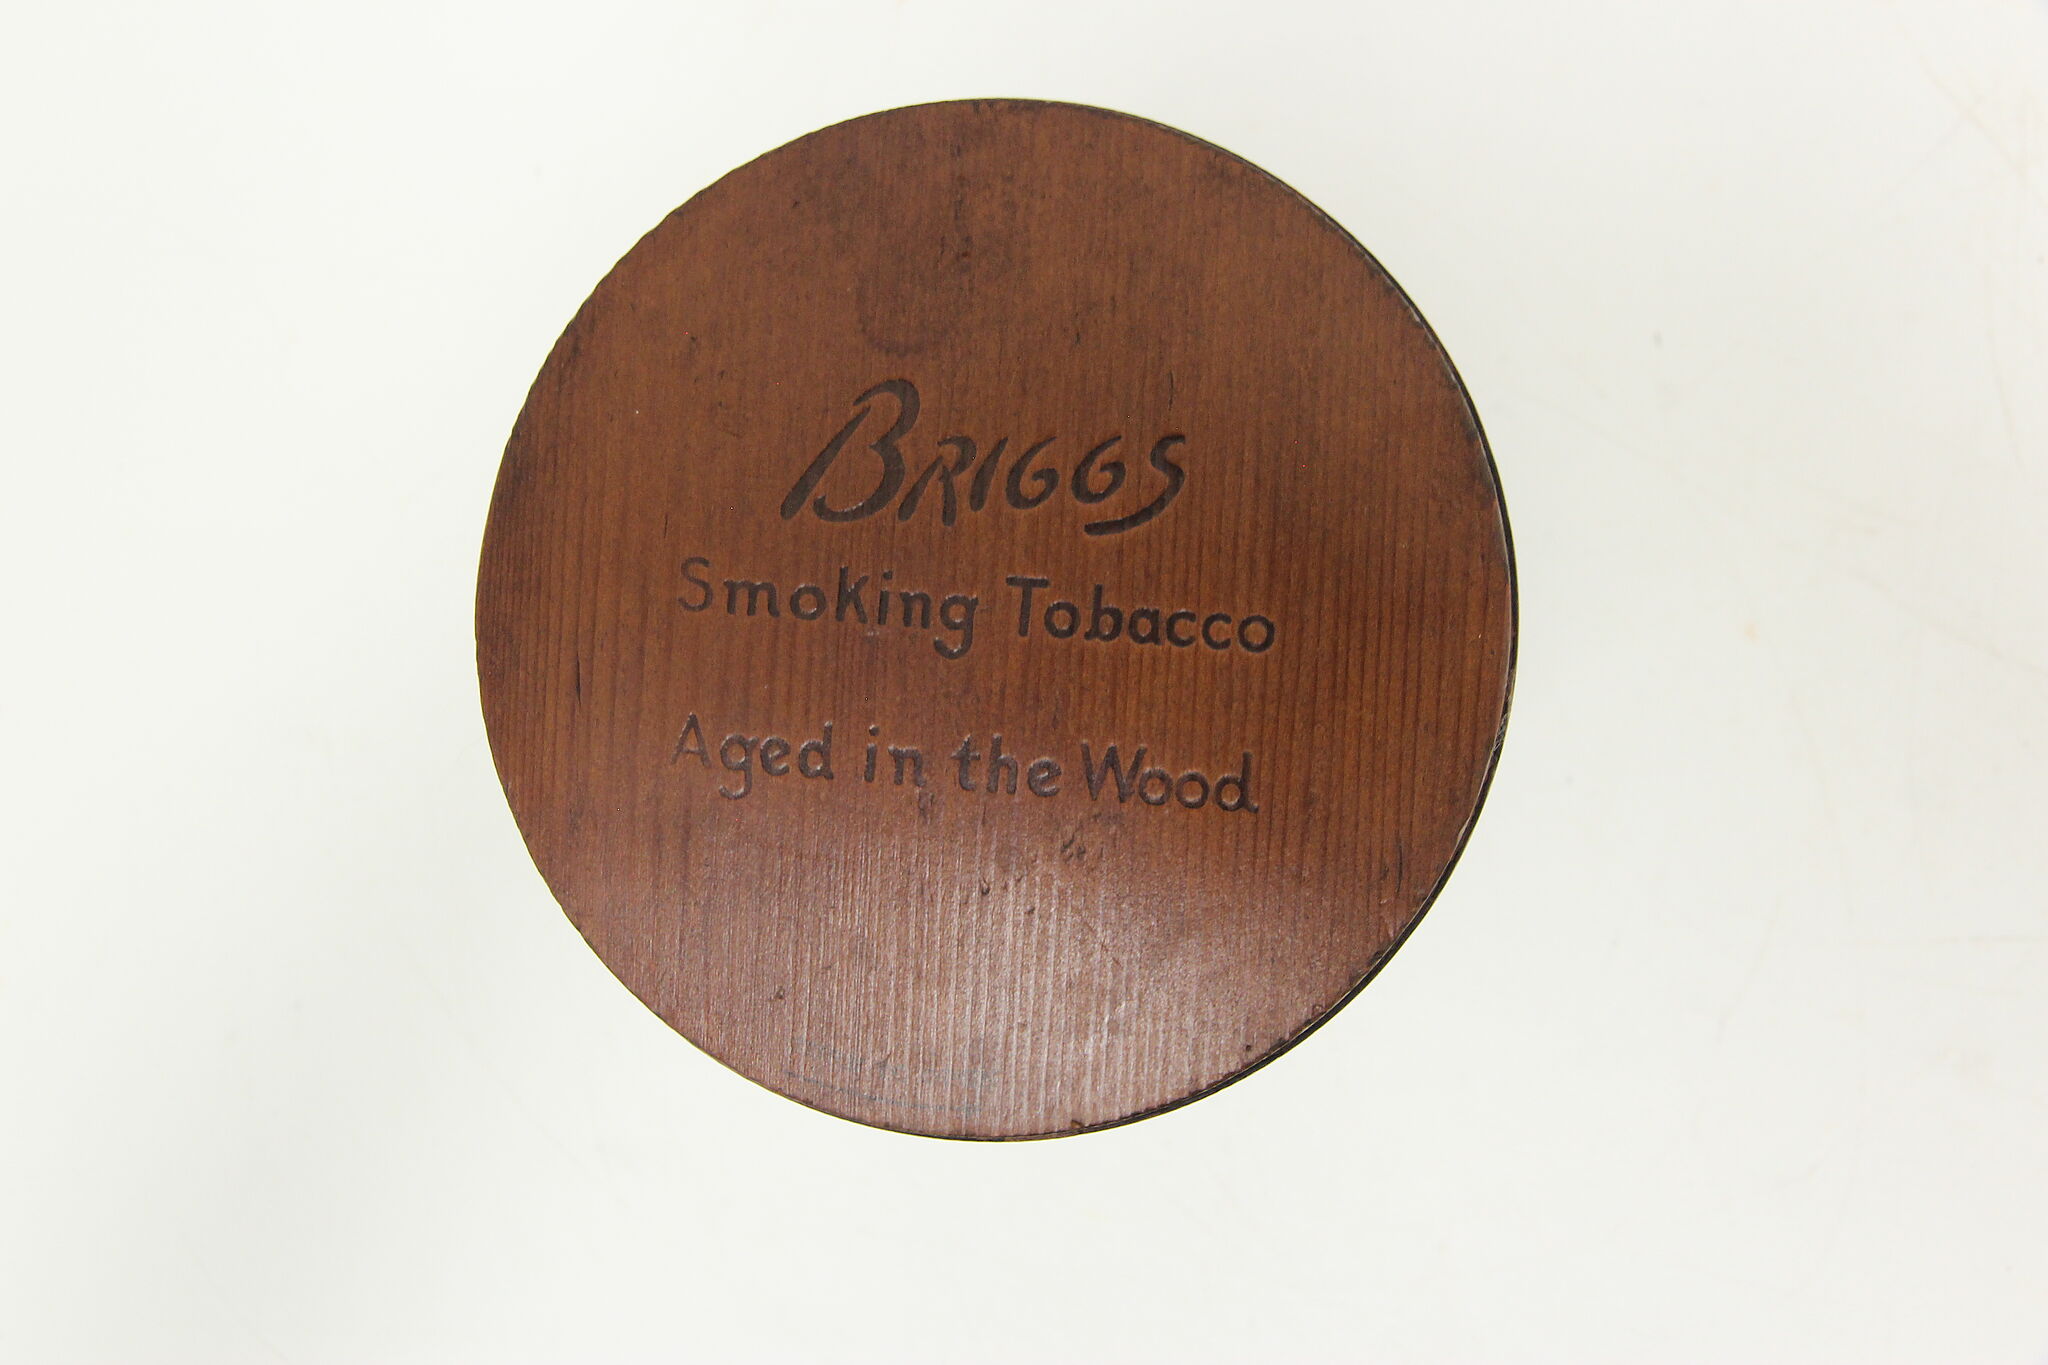 BRIGGS
Smoking Tobacco
Aged in the Wood